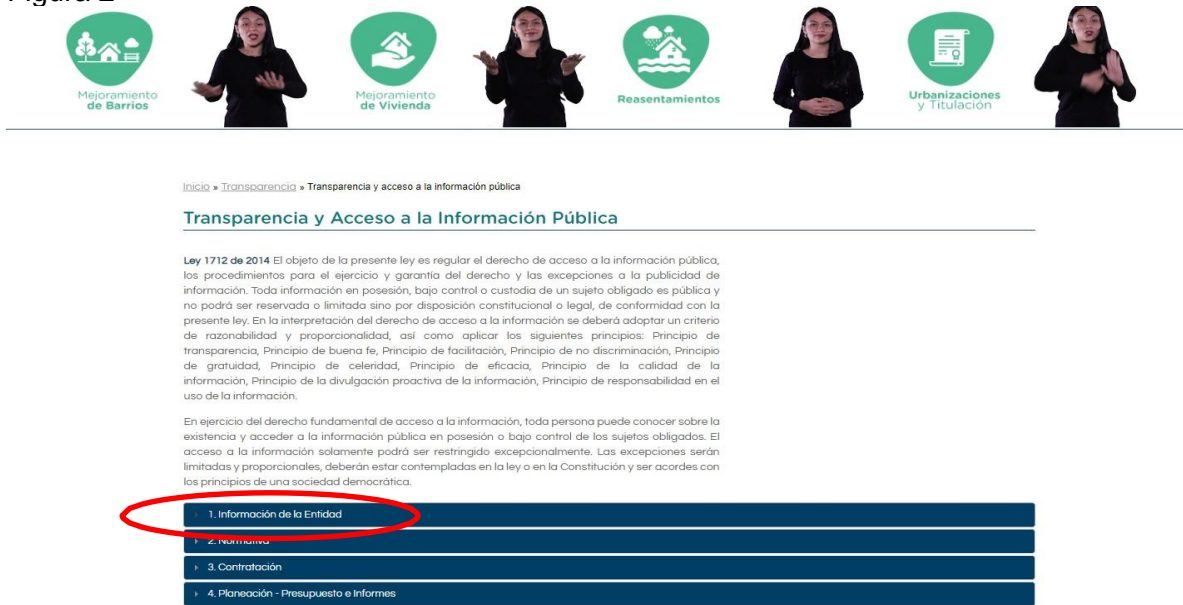 Figura 2
Mejoramiento
de Barrios
Mejoramiento
de Vivienda
Reasentamientos
Urbanizaciones
y Titulación
Inicio » Transparencia » Transparencia y acceso a la información pública
Transparencia y Acceso a la Información Pública
Ley 1712 de 2014 El objeto de la presente ley es regular el derecho de acceso a la información pública,
los procedimientos para el ejercicio y garantía del derecho y las excepciones a la publicidad de
información. Toda información en posesión, bajo control o custodia de un sujeto obligado es pública y
no podrá ser reservada o limitada sino por disposición constitucional o legal, de conformidad con la
presente ley. En la interpretación del derecho de acceso a la información se deberá adoptar un criterio
de razonabilidad y proporcionalidad, así como aplicar los siguientes principios: Principio de
transparencia, Principio de buena fe, Principio de facilitación, Principio de no discriminación, Principio
de gratuidad, Principio de celeridad, Principio de eficacia, Principio de la calidad de la
información, Principio de la divulgación proactiva de la información, Principio de responsabilidad en el
uso de la información.
En ejercicio del derecho fundamental de acceso a la información, toda persona puede conocer sobre la
existencia y acceder a la información pública en posesión o bajo control de los sujetos obligados. El
acceso a la información solamente podrá ser restringido excepcionalmente. Las excepciones serán
limitadas y proporcionales, deberán estar contempladas en la ley o en la Constitución y ser acordes con
los principios de una sociedad democrática.
1. Información de la Entidad
2. Normativa
3. Contratación
4. Planeación - Presupuesto e Informes